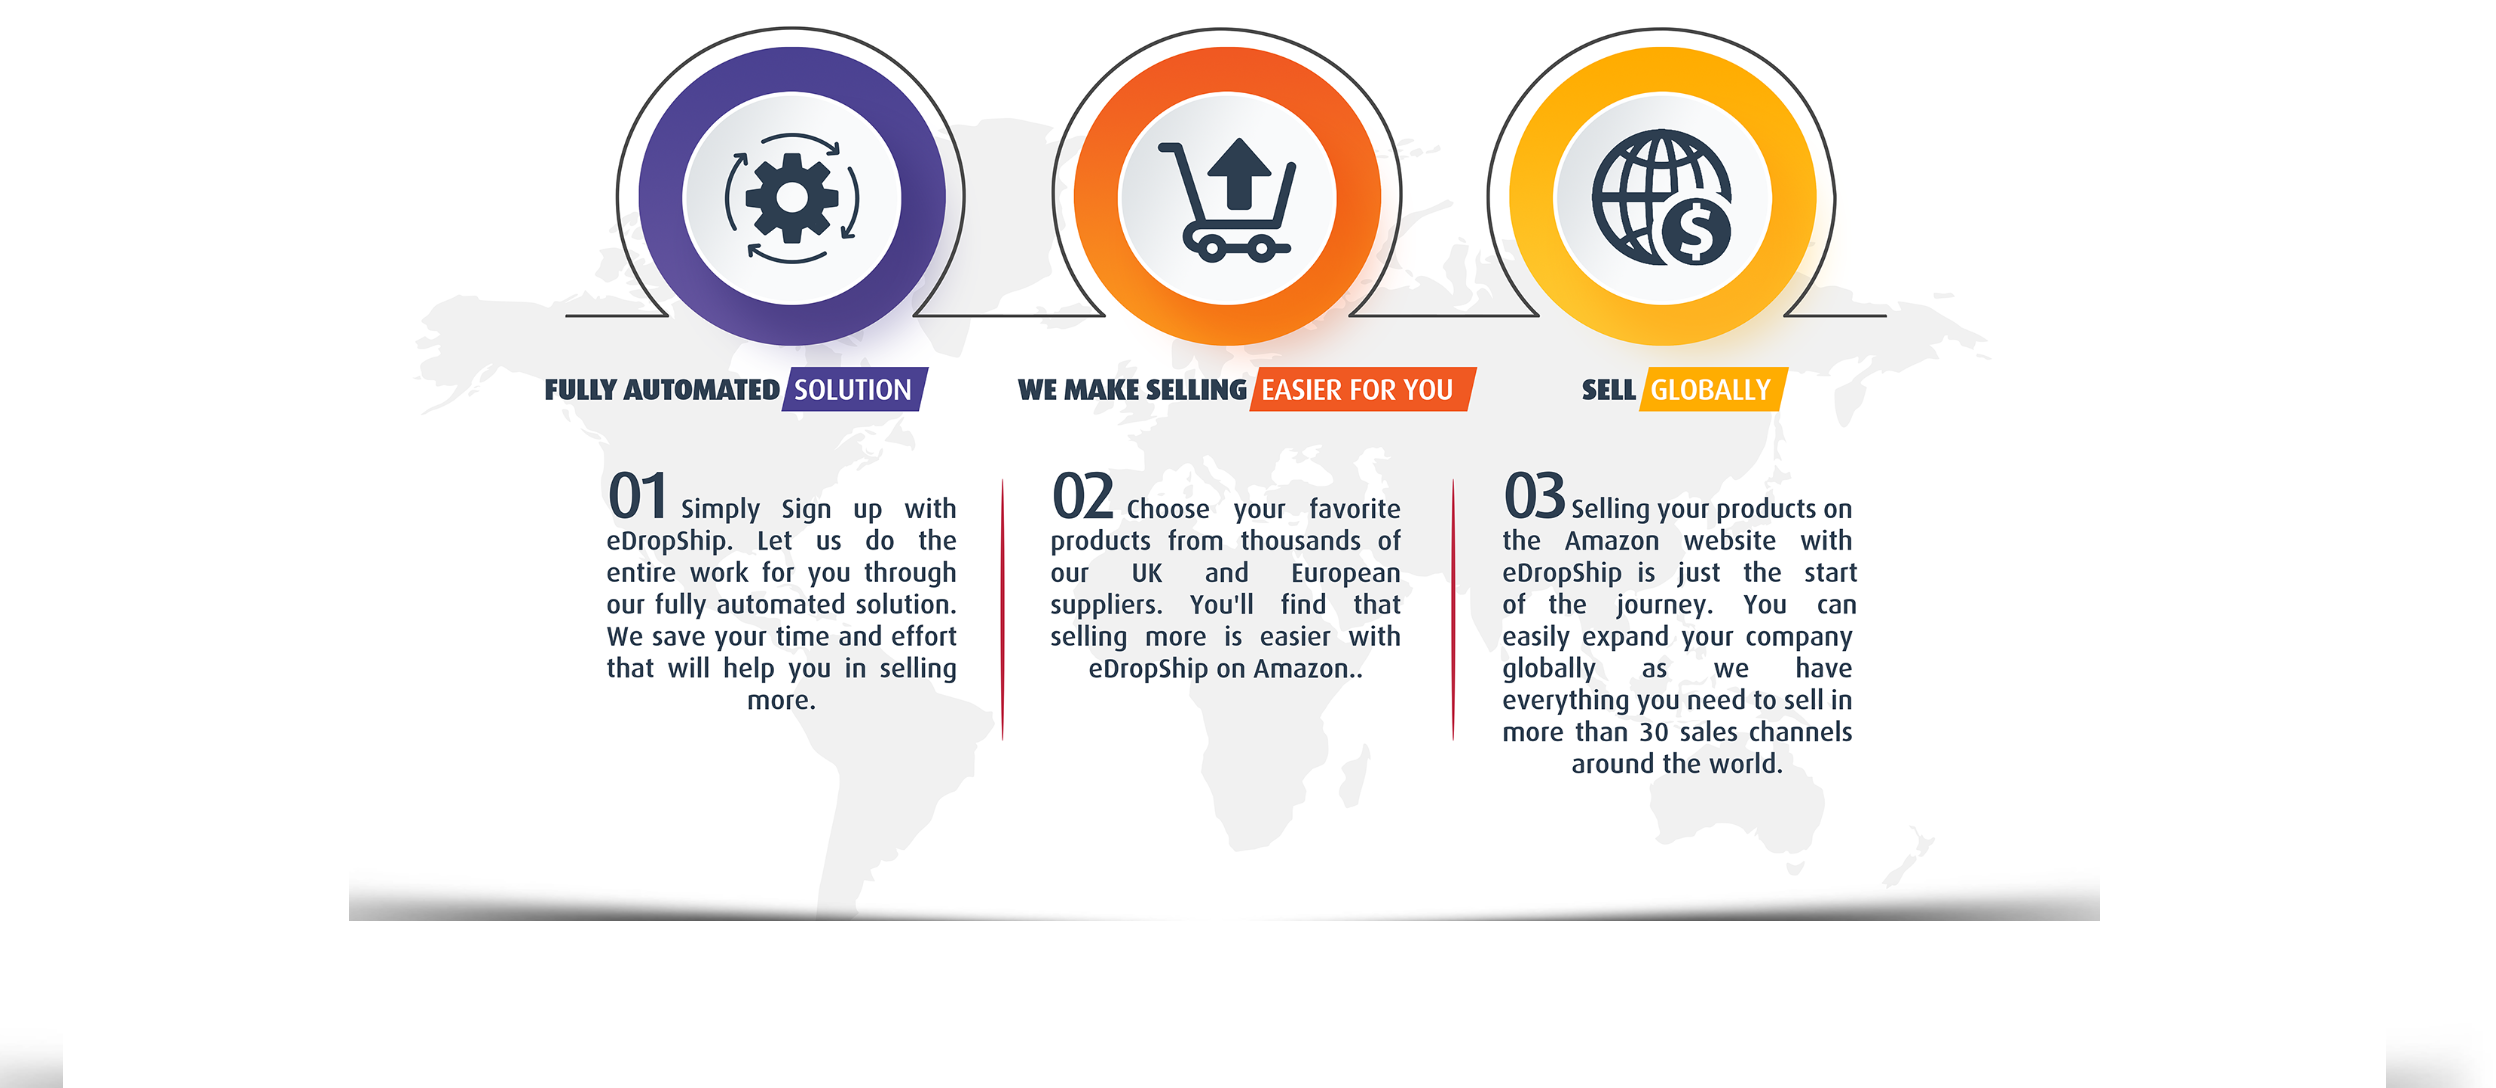 FULLY AUTOMATED SOLUTION
01 Simply Sign up with
eDropShip. Let us do the
entire work for you through
our fully automated solution.
We save your time and effort
that will help you in selling
more.
WE MAKE SELLING EASIER FOR YOU
02 Choose your favorite
products from thousands of
our UK and European
suppliers. You'll find that
selling more is easier with
eDropShip on Amazon..
SELL GLOBALLY
03 Selling your products on
the Amazon website with
eDropShip is just the start
of the journey. You can
easily expand your company
globally as we have
everything you need to sell in
more than 30 sales channels
around the world.